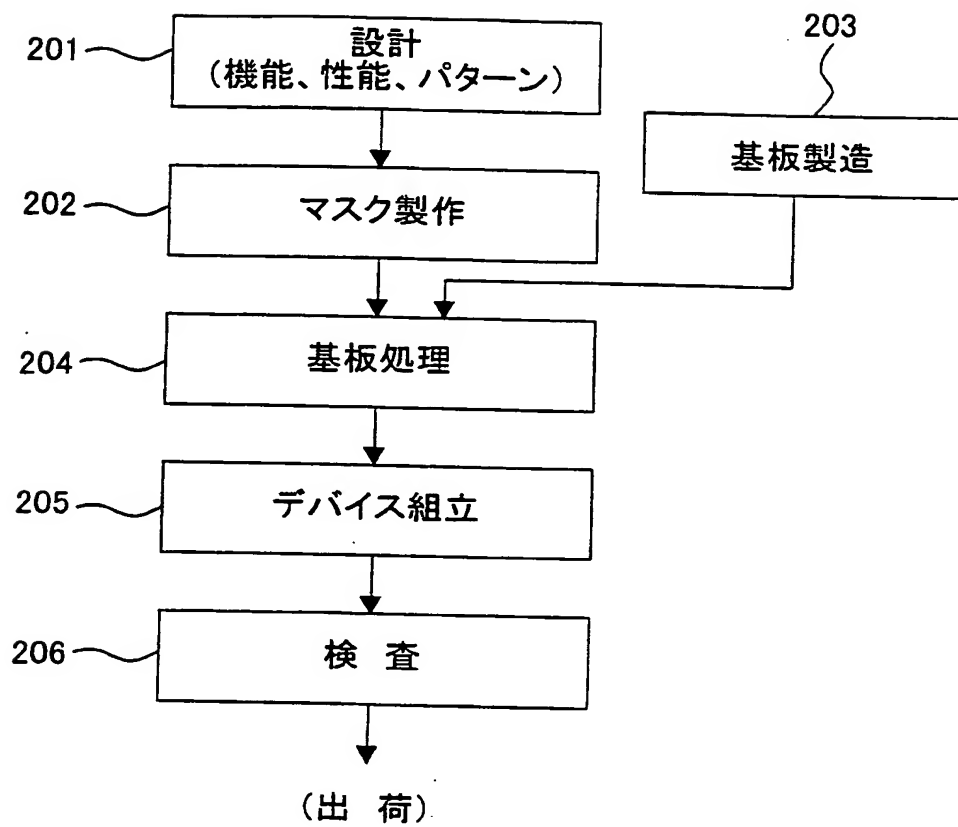 201
設計
（機能、性能、パターン）
203
基板製造
202
マスク製作
204
基板処理
205
デバイス組立
206
検 査
（出 荷）